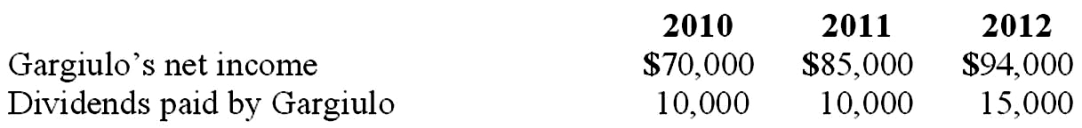 2010 2011 2012
Gargiulo’s net income $70,000 $85,000 $94,000
Dividends paid by Gargiulo 10,000 10,000 15,000